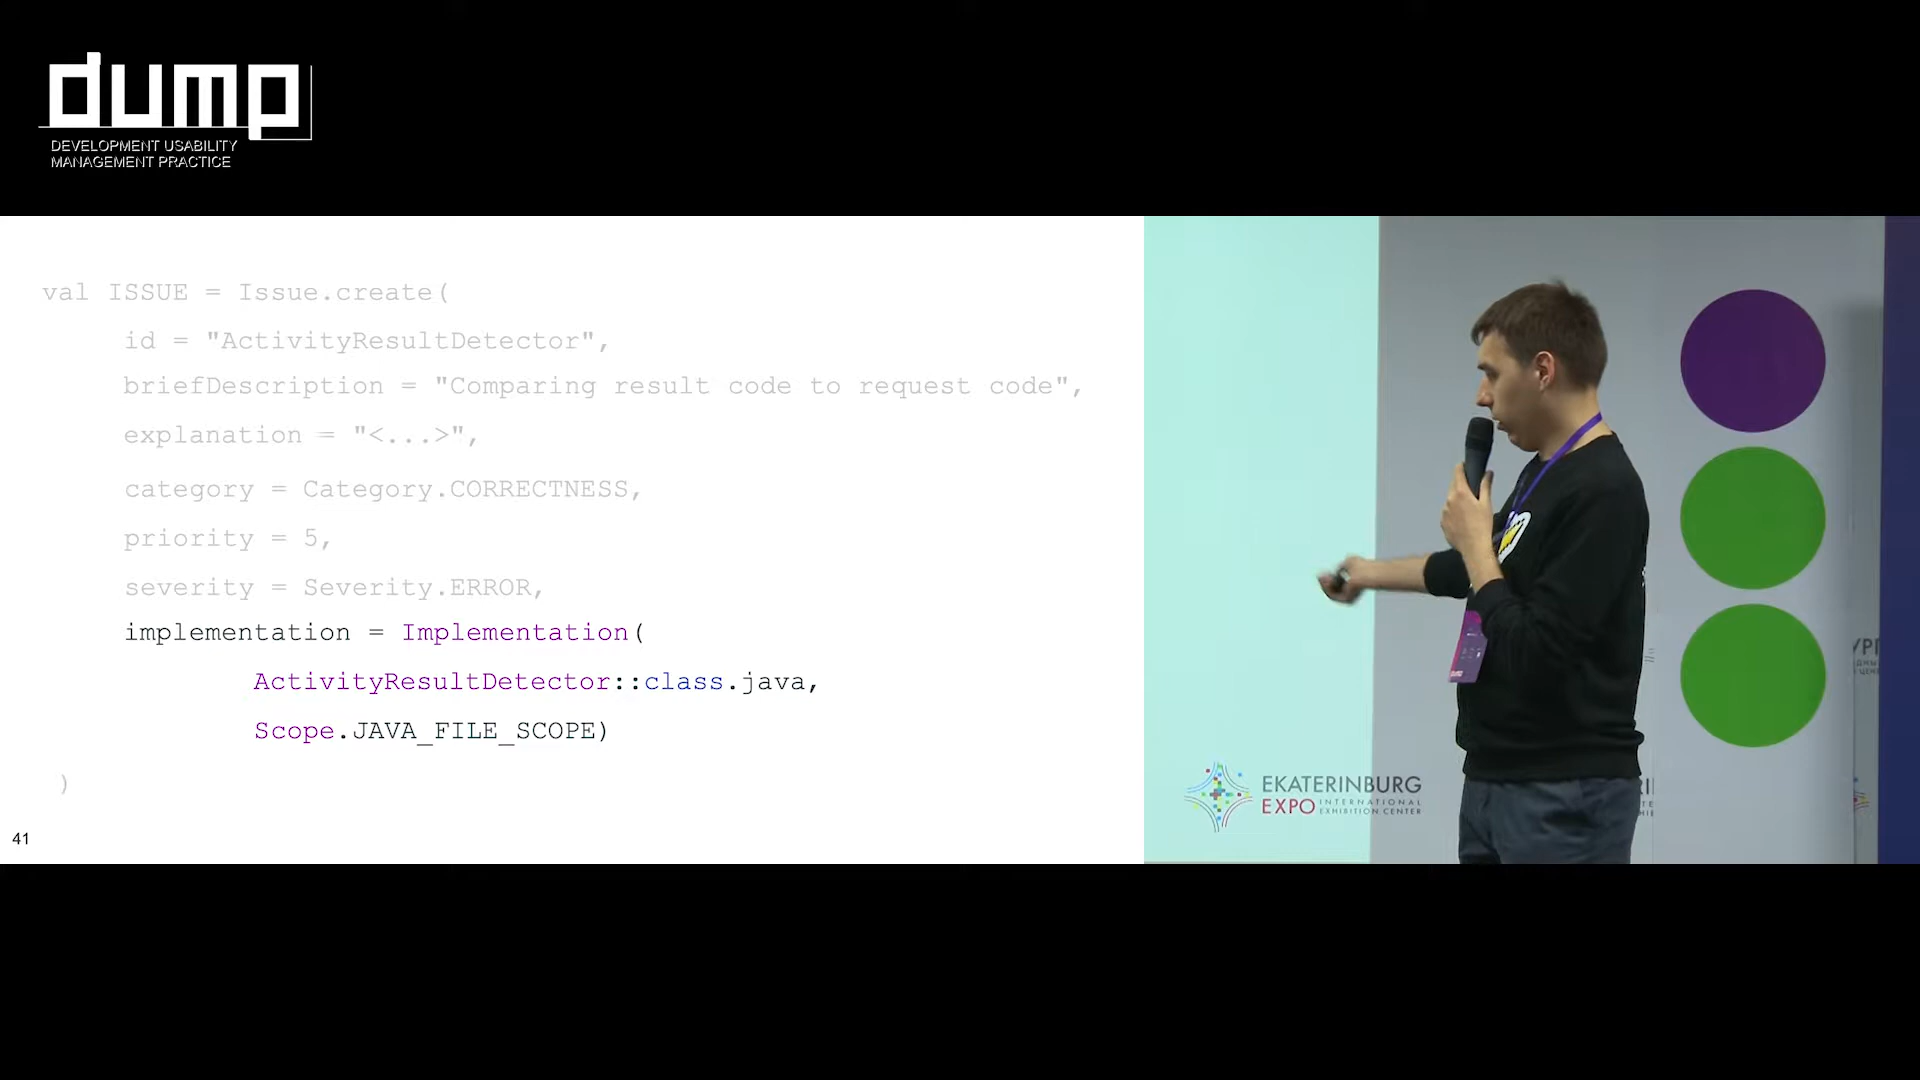 dump
DEVELOPMENT USABILITY
MANAGEMENT PRACTICE
val ISSUE = Issue.create(
id = "ActivityResultDetector",
briefDescription = "Comparing result code to request code",
explanation = "<...>",
category = Category.CORRECTNESS,
priority = 5,
severity = Severity.ERROR,
implementation = Implementation(
ActivityResultDetector::class.java,
Scope.JAVA_FILE_SCOPE)
)
41
EKATERINBURG
EXPO INTERNATIONAL
EXHIBITION CENTER